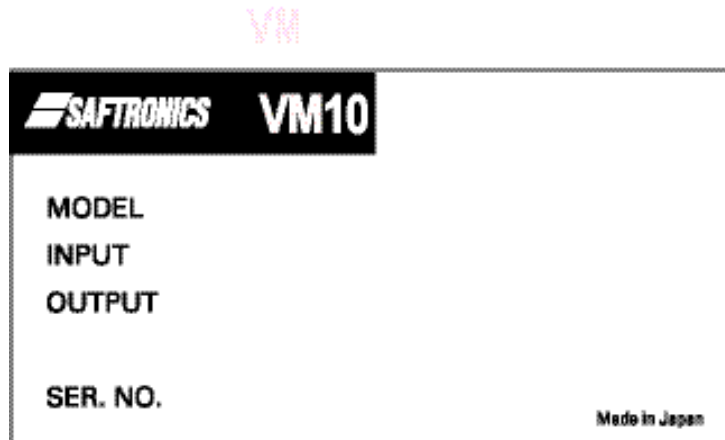 VM
SAFTRONICS VM10
MODEL
INPUT
OUTPUT
SER. NO.
Made in Japan